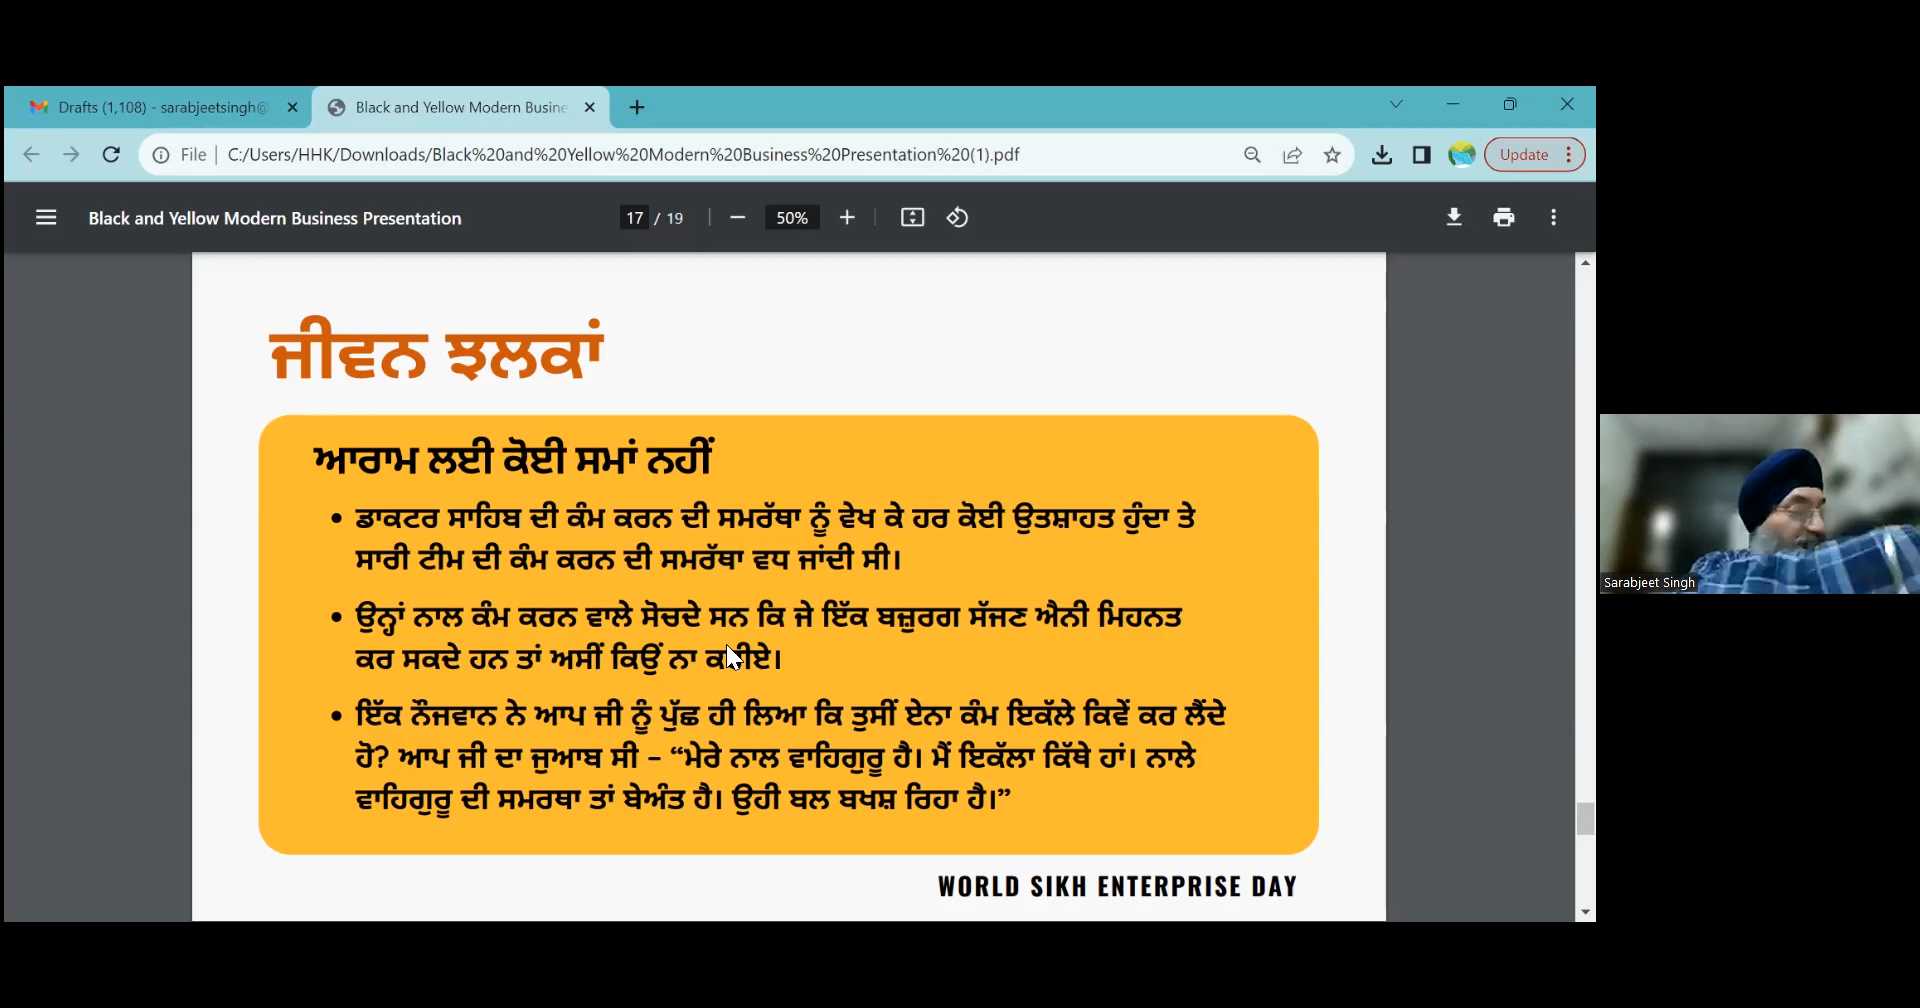 Drafts (1,108) - sarabjeetsingh@
Black and Yellow Modern Busine
File
C:/Users/HHK/Downloads/Black%20and%20Yellow%20Modern%20Business%20Presentation%20(1).pdf
Update
Black and Yellow Modern Business Presentation
17 / 19
50%
ਜੀਵਨ ਝਲਕਾਂ
ਆਰਾਮ ਲਈ ਕੋਈ ਸਮਾਂ ਨਹੀਂ
• ਡਾਕਟਰ ਸਾਹਿਬ ਦੀ ਕੰਮ ਕਰਨ ਦੀ ਸਮਰੱਥਾ ਨੂੰ ਵੇਖ ਕੇ ਹਰ ਕੋਈ ਉਤਸ਼ਾਹਤ ਹੁੰਦਾ ਤੇ
ਸਾਰੀ ਟੀਮ ਦੀ ਕੰਮ ਕਰਨ ਦੀ ਸਮਰੱਥਾ ਵਧ ਜਾਂਦੀ ਸੀ।
• ਉਨ੍ਹਾਂ ਨਾਲ ਕੰਮ ਕਰਨ ਵਾਲੇ ਸੋਚਦੇ ਸਨ ਕਿ ਜੇ ਇੱਕ ਬਜ਼ੁਰਗ ਸੱਜਣ ਐਨੀ ਮਿਹਨਤ
ਕਰ ਸਕਦੇ ਹਨ ਤਾਂ ਅਸੀਂ ਕਿਉਂ ਨਾ
• ਇੱਕ ਨੌਜਵਾਨ ਨੇ ਆਪ ਜੀ ਨੂੰ ਪੁੱਛ ਹੀ ਲਿਆ ਕਿ ਤੁਸੀਂ ਏਨਾ ਕੰਮ ਇਕੱਲੇ ਕਿਵੇਂ ਕਰ ਲੈਂਦੇ
ਹੋ? ਆਪ ਜੀ ਦਾ ਜੁਆਬ ਸੀ – “ਮੇਰੇ ਨਾਲ ਵਾਹਿਗੁਰੂ ਹੈ। ਮੈਂ ਇਕੱਲਾ ਕਿੱਥੇ ਹਾਂ। ਨਾਲੇ
ਵਾਹਿਗੁਰੂ ਦੀ ਸਮਰਥਾ ਤਾਂ ਬੇਅੰਤ ਹੈ। ਉਹੀ ਬਲ ਬਖਸ਼ ਰਿਹਾ ਹੈ।”
WORLD SIKH ENTERPRISE DAY
Sarabjeet Singh